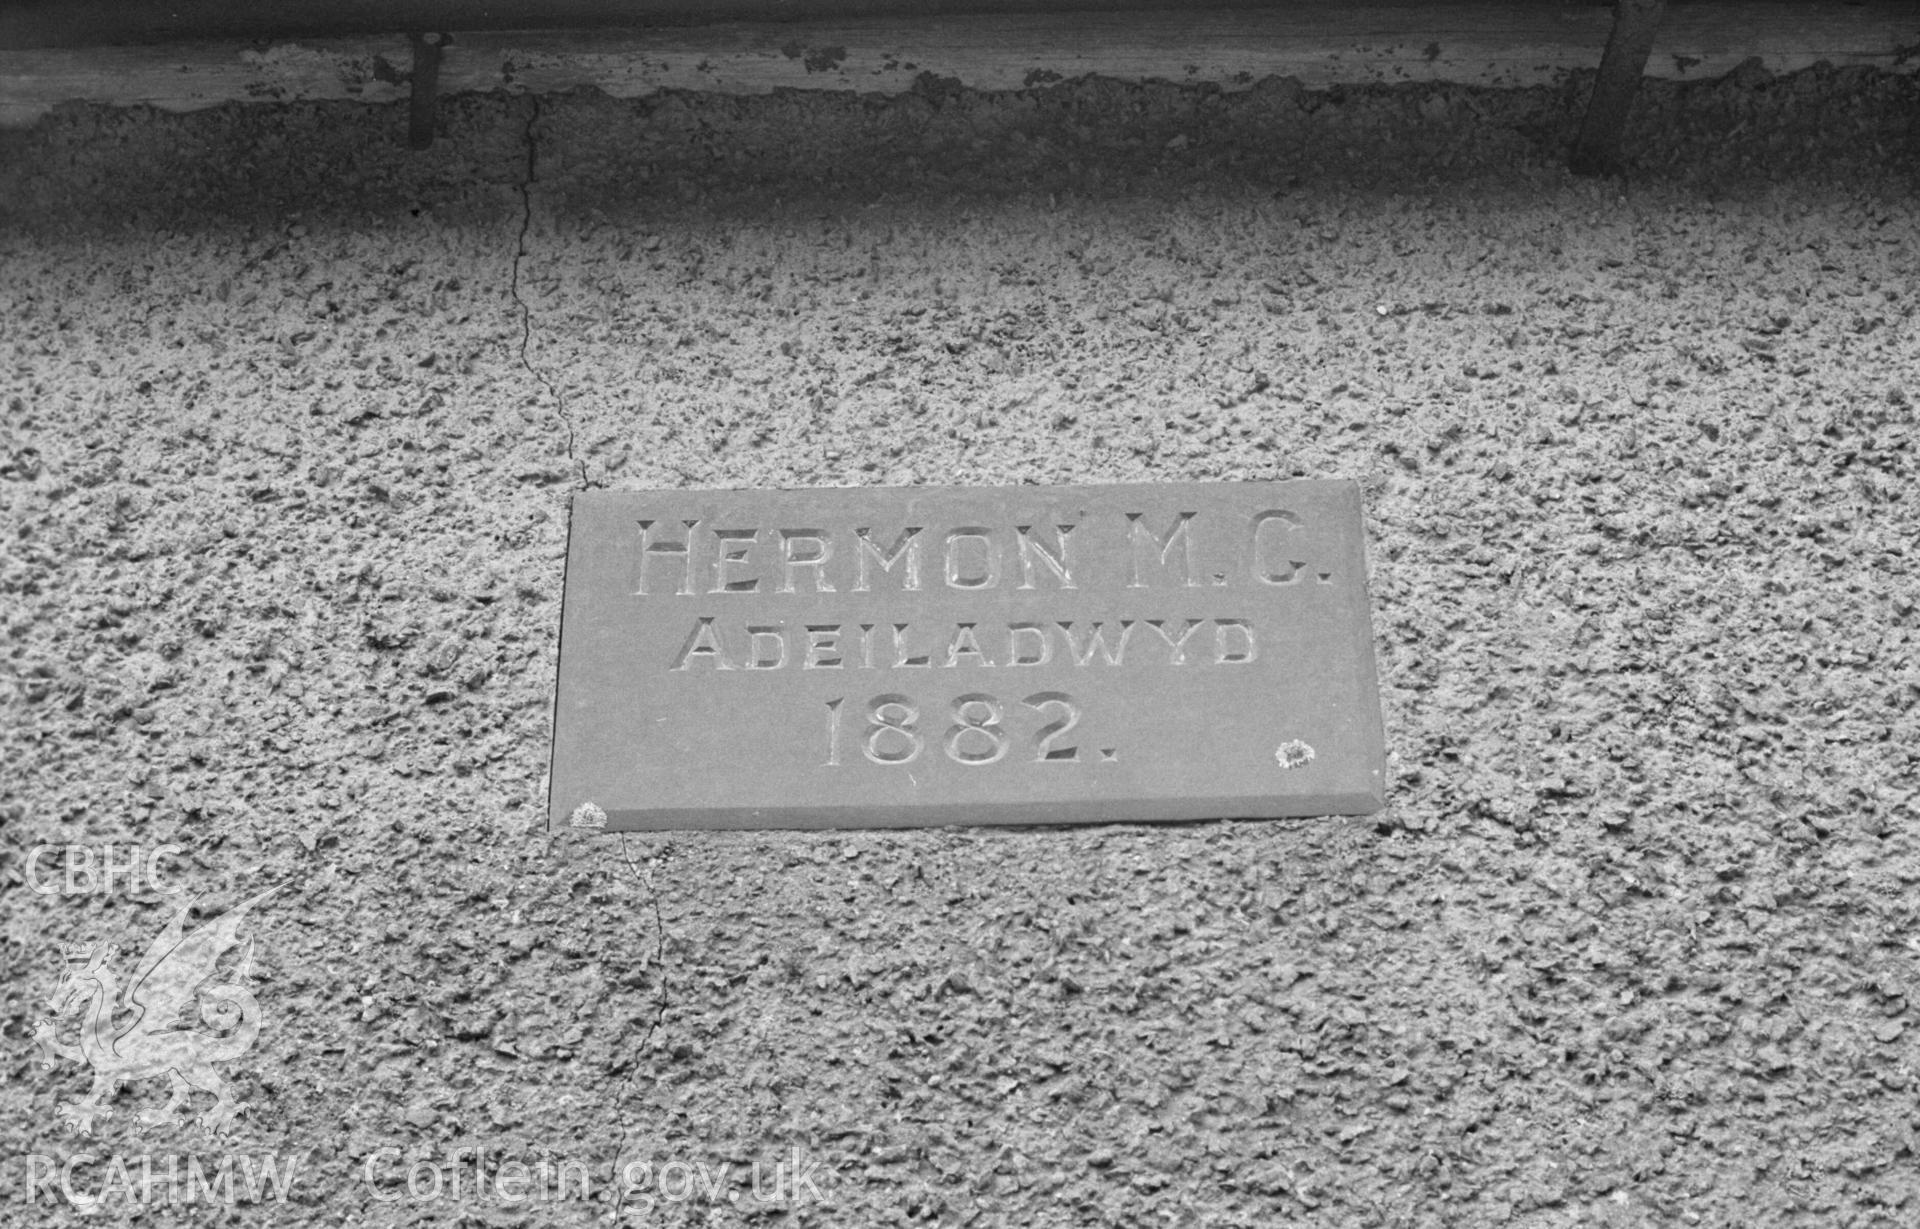 HERMON M.C.
ADEILADWYD
1882.
CBHC
RCAHMW Coflein.gov.uk